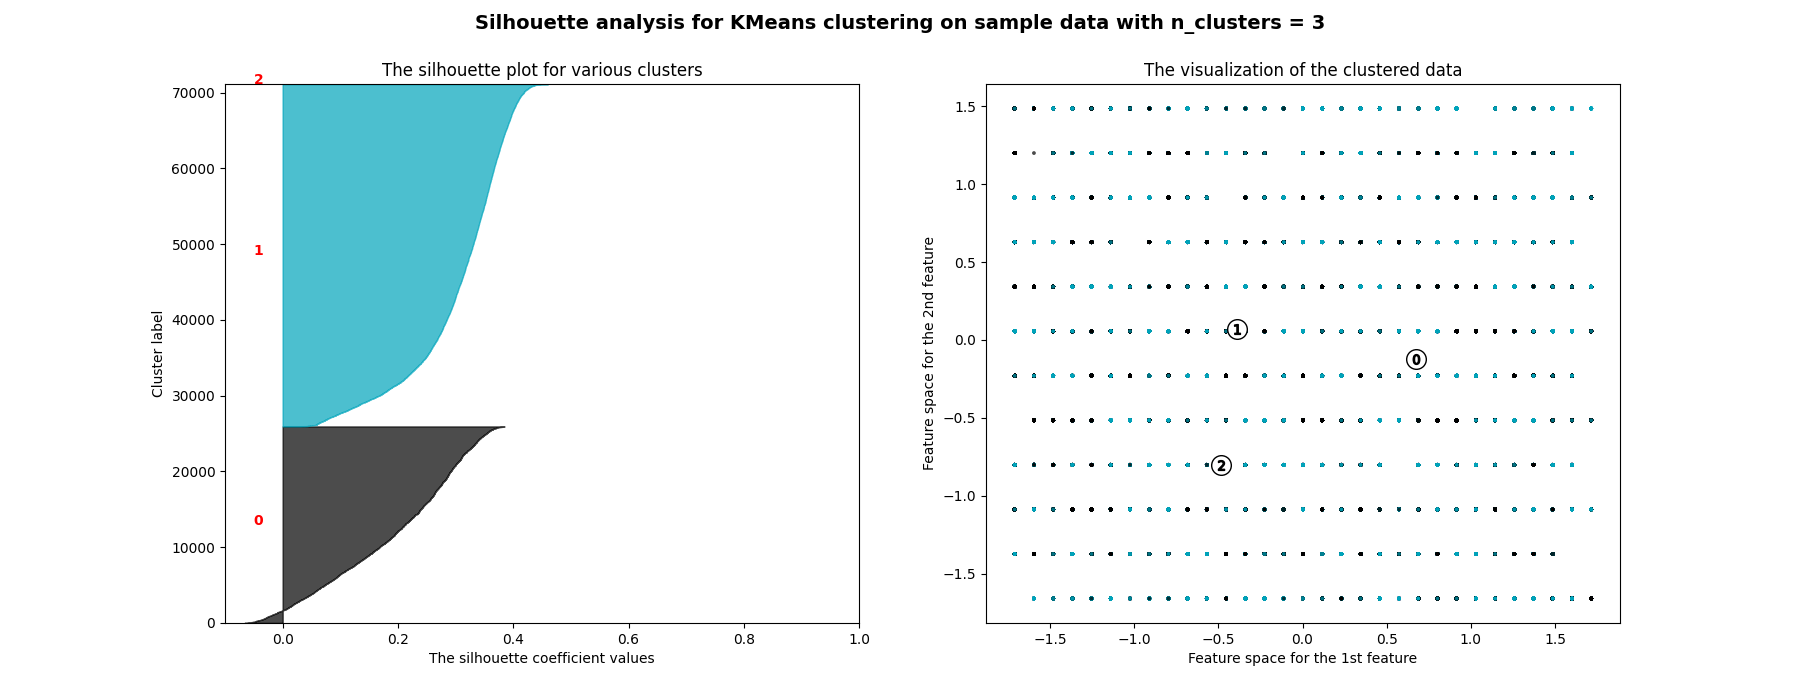 Silhouette analysis for KMeans clustering on sample data with n_clusters = 3
The silhouette plot for various clusters
2
1
0
70000
60000
50000
40000
30000
20000
10000
0
Cluster label
0.0 0.2 0.4 0.6 0.8 1.0
The silhouette coefficient values
The visualization of the clustered data
1.5
1.0
0.5
0.0
−0.5
−1.0
−1.5
Feature space for the 2nd feature
1
0
2
−1.5 −1.0 −0.5 0.0 0.5 1.0 1.5
Feature space for the 1st feature